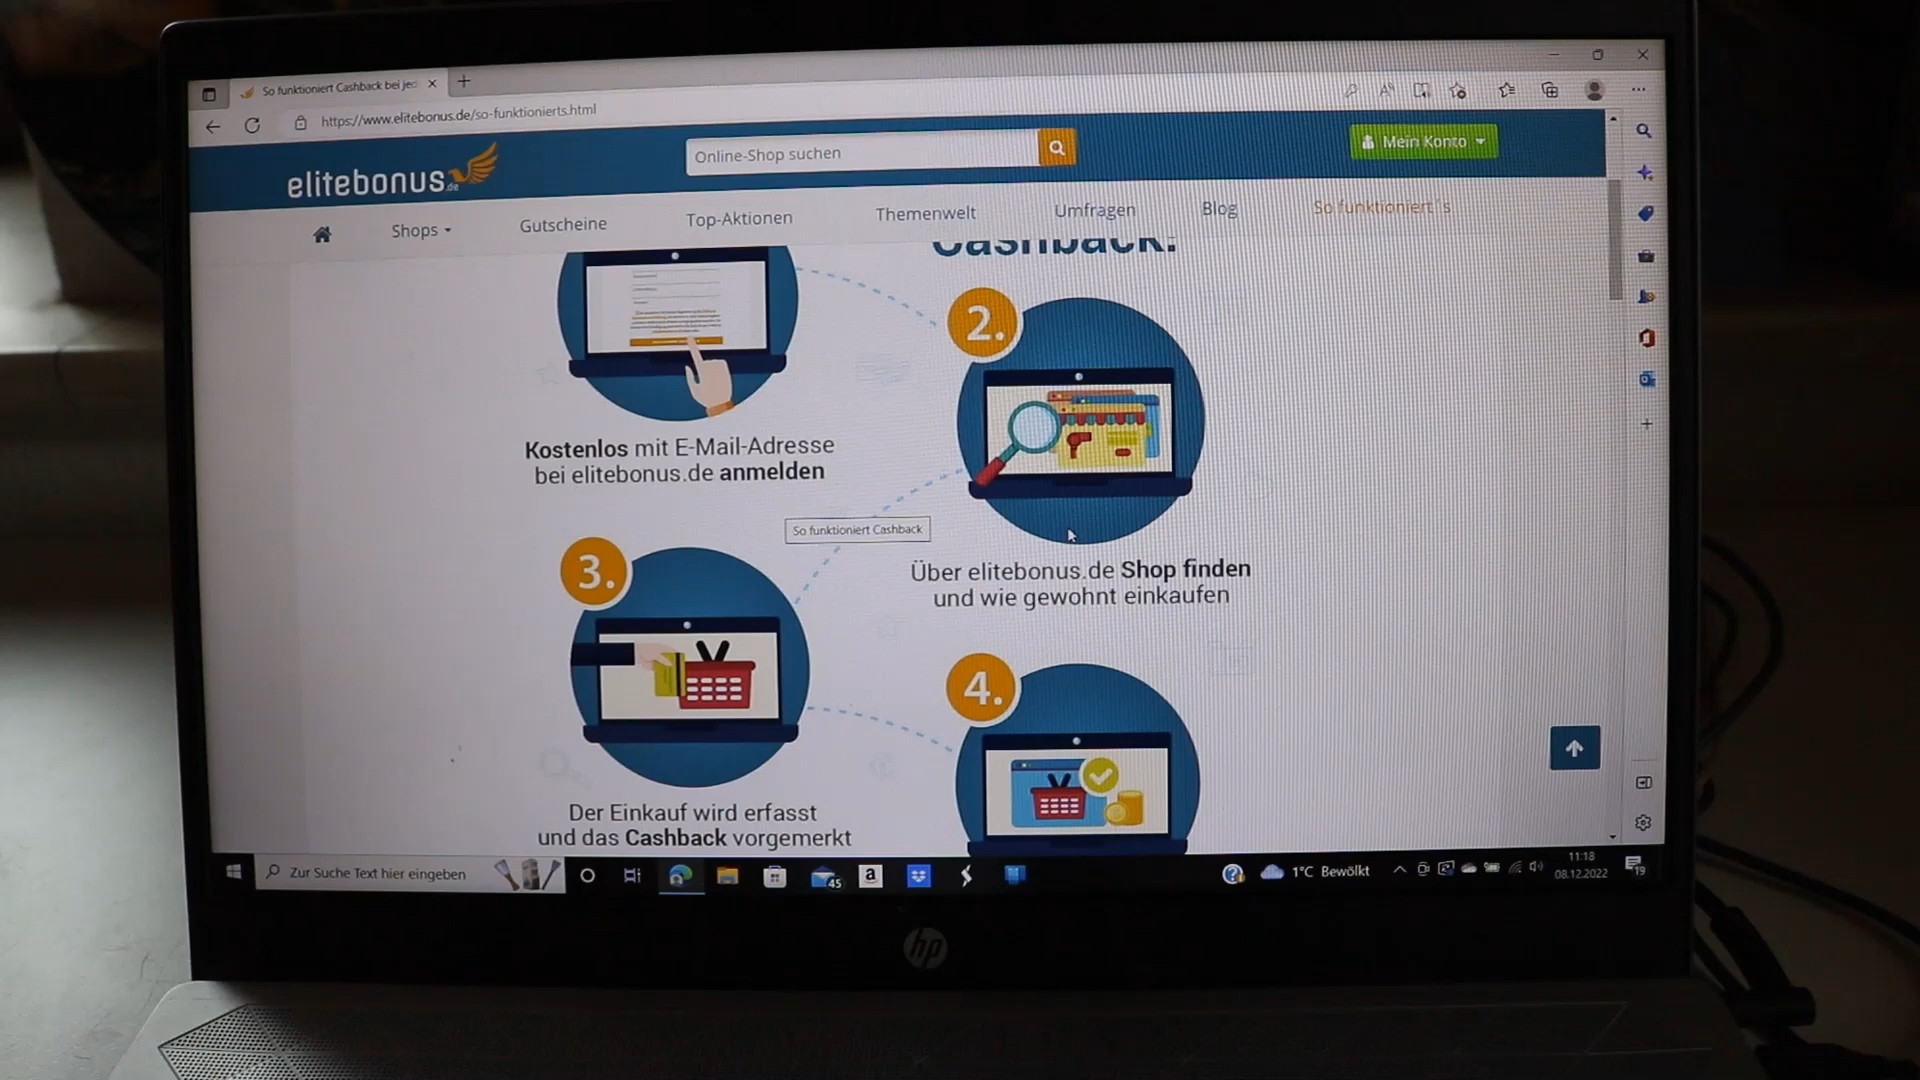 So funktioniert Cashback bei jed
https://www.elitebonus.de/so-funktionierts.html
elitebonus.de
Online-Shop suchen
Mein Konto
Shops
Gutscheine
Top-Aktionen
Themenwelt
Umfragen
Blog
So funktioniert´s
Cashback.
2.
Kostenlos mit E-Mail-Adresse
bei elitebonus.de anmelden
So funktioniert Cashback
Über elitebonus.de Shop finden
und wie gewohnt einkaufen
3.
4.
Der Einkauf wird erfasst
und das Cashback vorgemerkt
Zur Suche Text hier eingeben
45
a
1°C Bewölkt
11:18
08.12.2022
19
hp